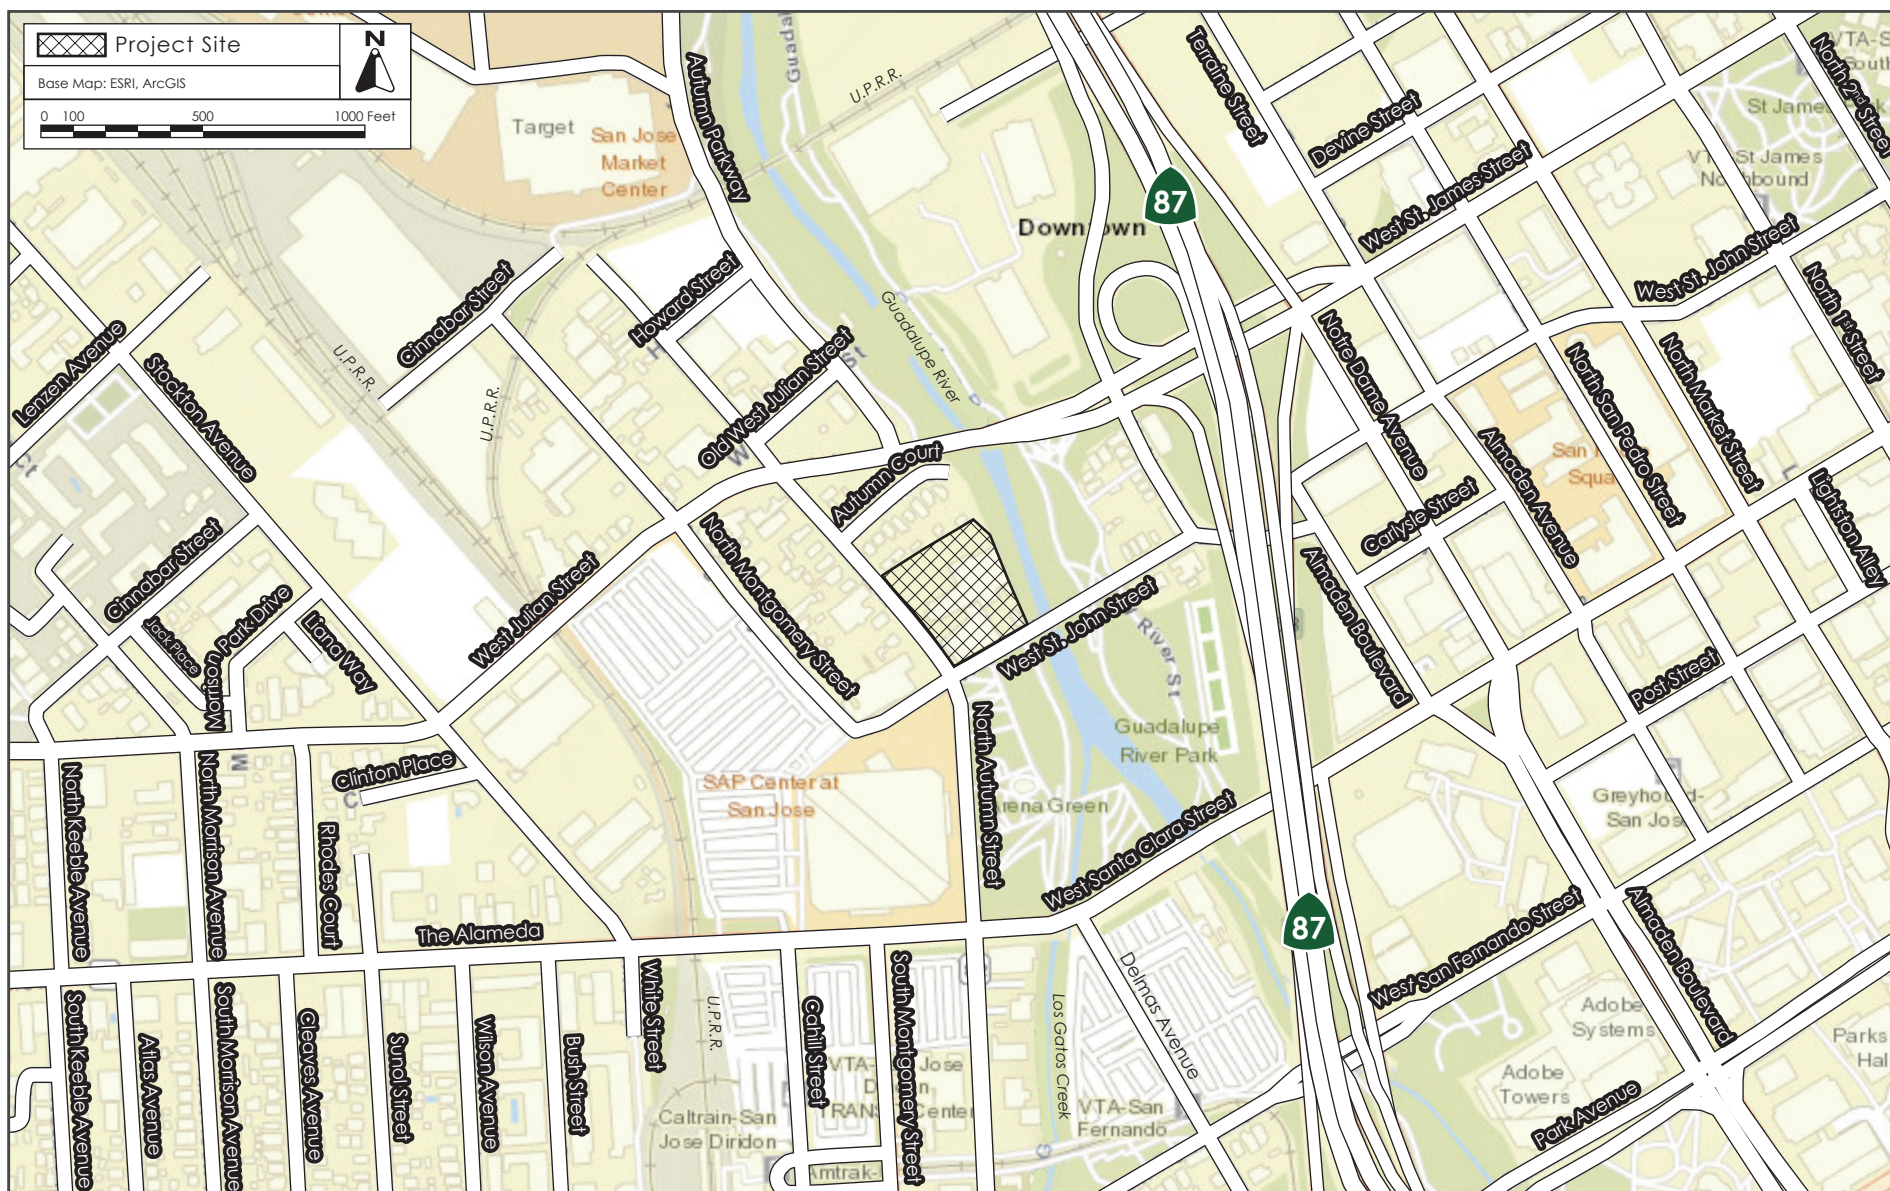 Project Site
N
Base Map: ESRI, ArcGIS
0 100 500 1000 Feet
Autumn Parkway
U.P.R.R.
Terraine Street
Devine Street
West St. James Street
North 2nd Street
St James
VTA-S
South
Target
San Jose
Market
Center
87
Downtown
St James
Northbound
West St. John Street
North 1st Street
Lenzen Avenue
Stockton Avenue
U.P.R.R.
Cinnabar Street
U.P.R.R.
Howard Street
Old West Julian Street
St
Guadalupe River
Notre Dame Avenue
North San Pedro Street
North Market Street
Almaden Avenue
San
Squa
Carlysle Street
Lightston Alley
Ct
Autumn Court
Cinnabar Street
Jack Place
Morrison Park Drive
Liana Way
West Julian Street
North Montgomery Street
West St. John Street
River St
Almaden Boulevard
Post Street
Guadalupe
River Park
North Autumn Street
SAP Center at
San Jose
Arena Green
West Santa Clara Street
Greyhound-
San Jose
North Keeble Avenue
North Morrison Avenue
M
Clinton Place
C
Rhodes Court
The Alameda
87
West San Fernando Street
Almaden Boulevard
South Keeble Avenue
Atlas Avenue
South Morrison Avenue
Cleaves Avenue
Sunol Street
Wilson Avenue
Bush Street
White Street
U.P.R.R.
Cahill Street
South Montgomery Street
Los Gatos Creek
Delmas Avenue
Adobe
Systems
Adobe
Towers
Park Avenue
Parks
Hal
VTA-San
Fernando
Caltrain-San
Jose Diridon
Amtrak-